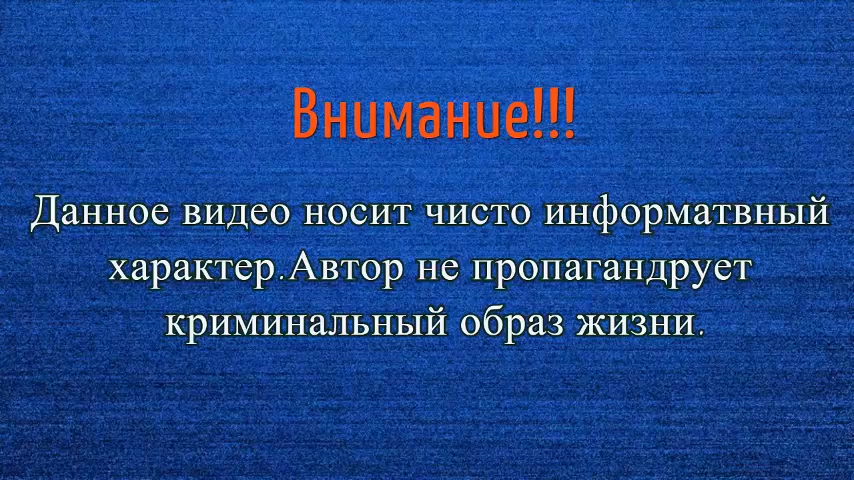 Внимание!!!
Данное видео носит чисто информатвный
характер.Автор не пропагандрует
криминальный образ жизни.